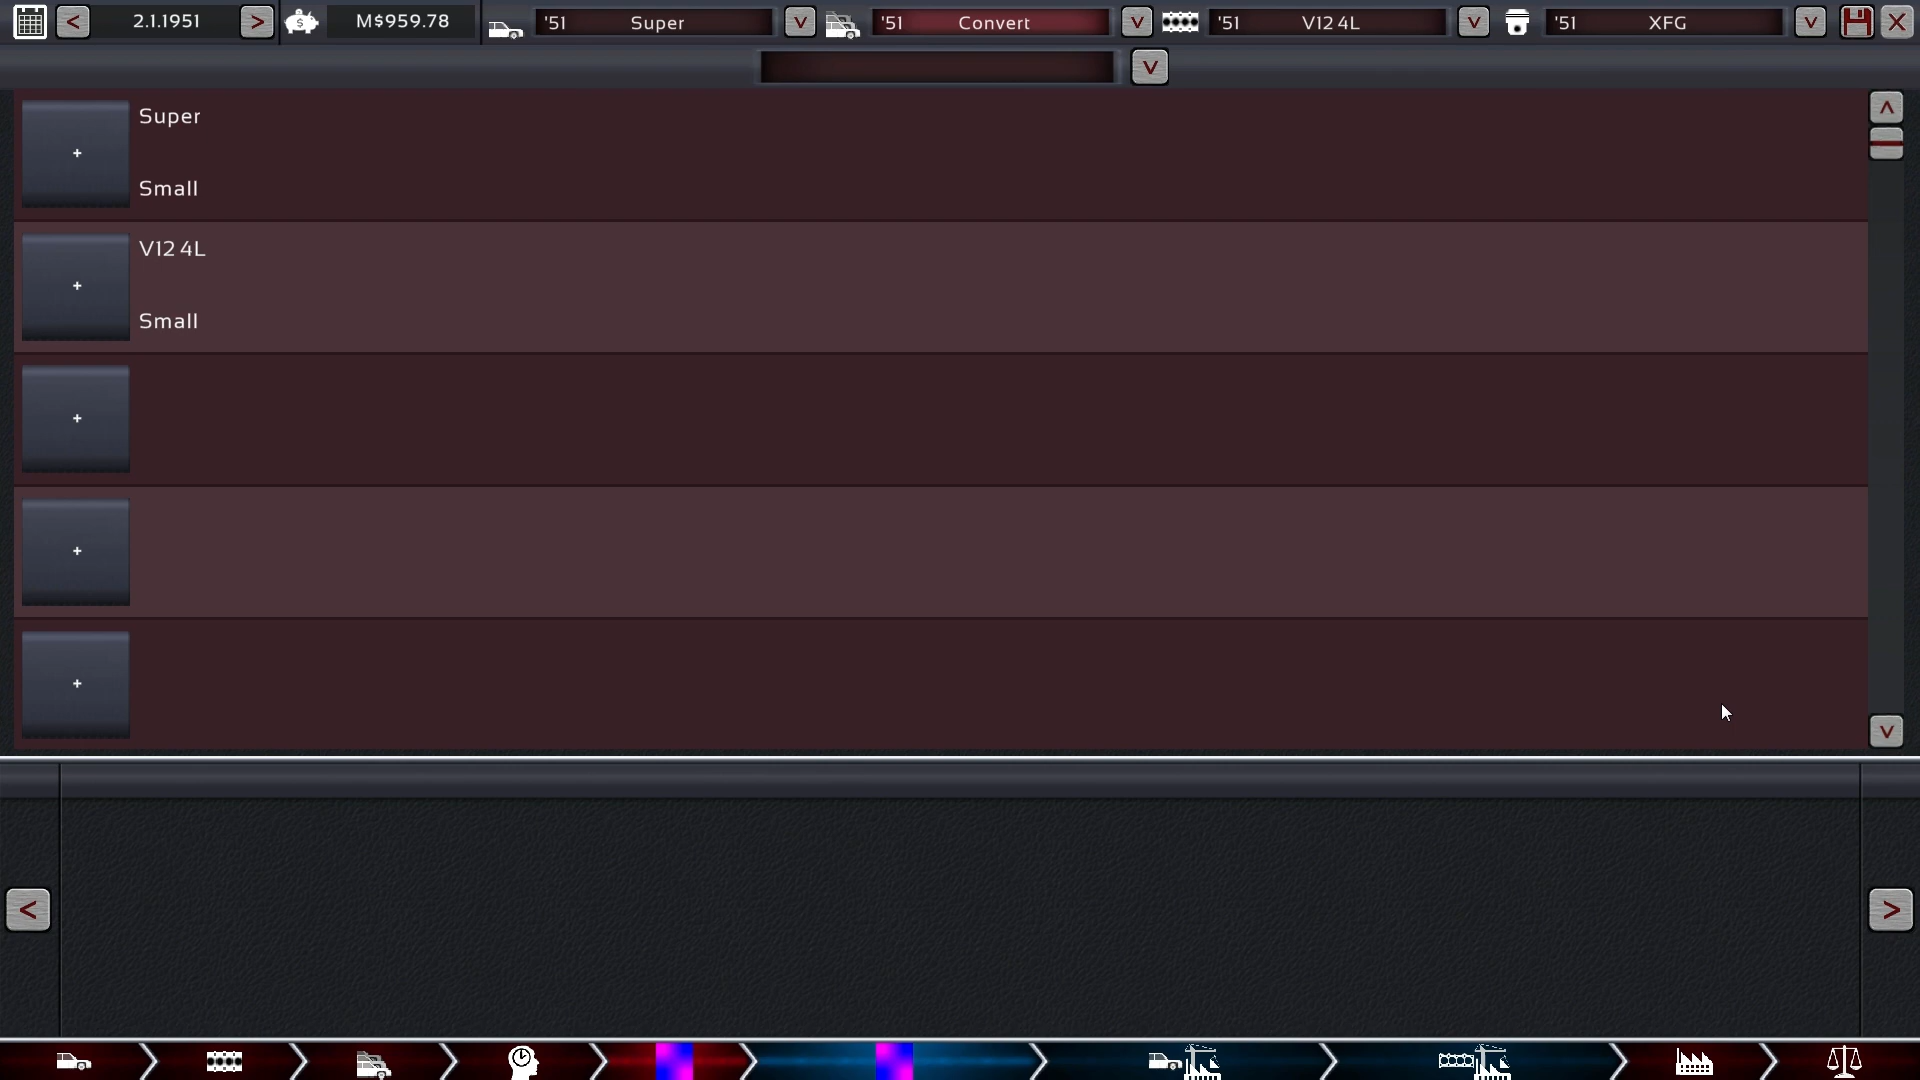 < 2.1.1951 > M$959.78 '51 Super V '51 Convert V '51 V12 4L V '51 XFG V X
V
+ Super
Small
+ V12 4L
Small
+
+
+
< >